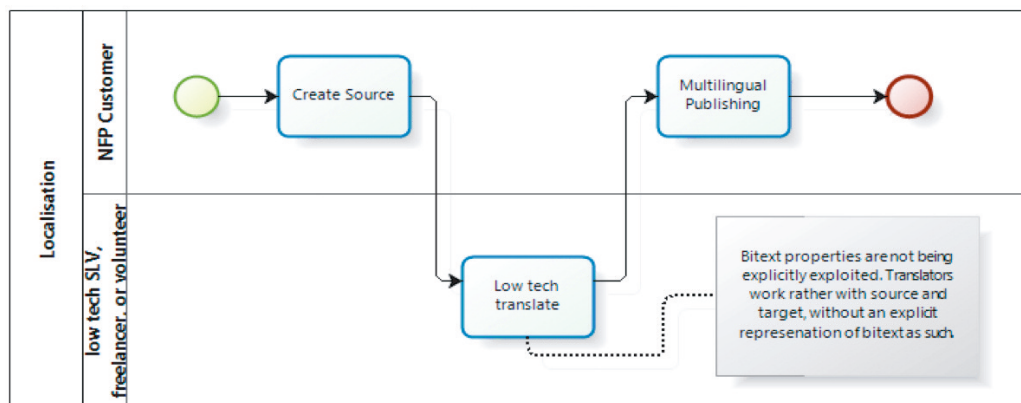 Localisation
NFP Customer
Create Source
Multilingual
Publishing
low tech SLV,
freelancer, or volunteer
Low tech
translate
Bitext properties are not being
explicitly exploited. Translators
work rather with source and
target, without an explicit
represenation of bitext as such.